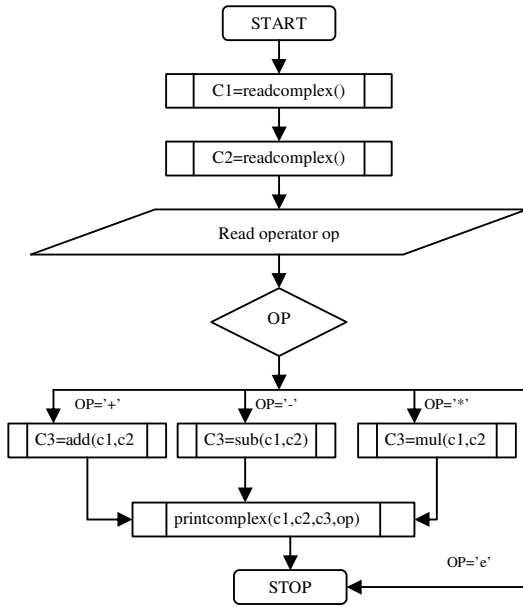 START
C1=readcomplex()
C2=readcomplex()
Read operator op
OP
OP='+'
OP='-'
OP='*'
C3=add(c1,c2
C3=sub(c1,c2)
C3=mul(c1,c2
printcomplex(c1,c2,c3,op)
OP='e'
STOP